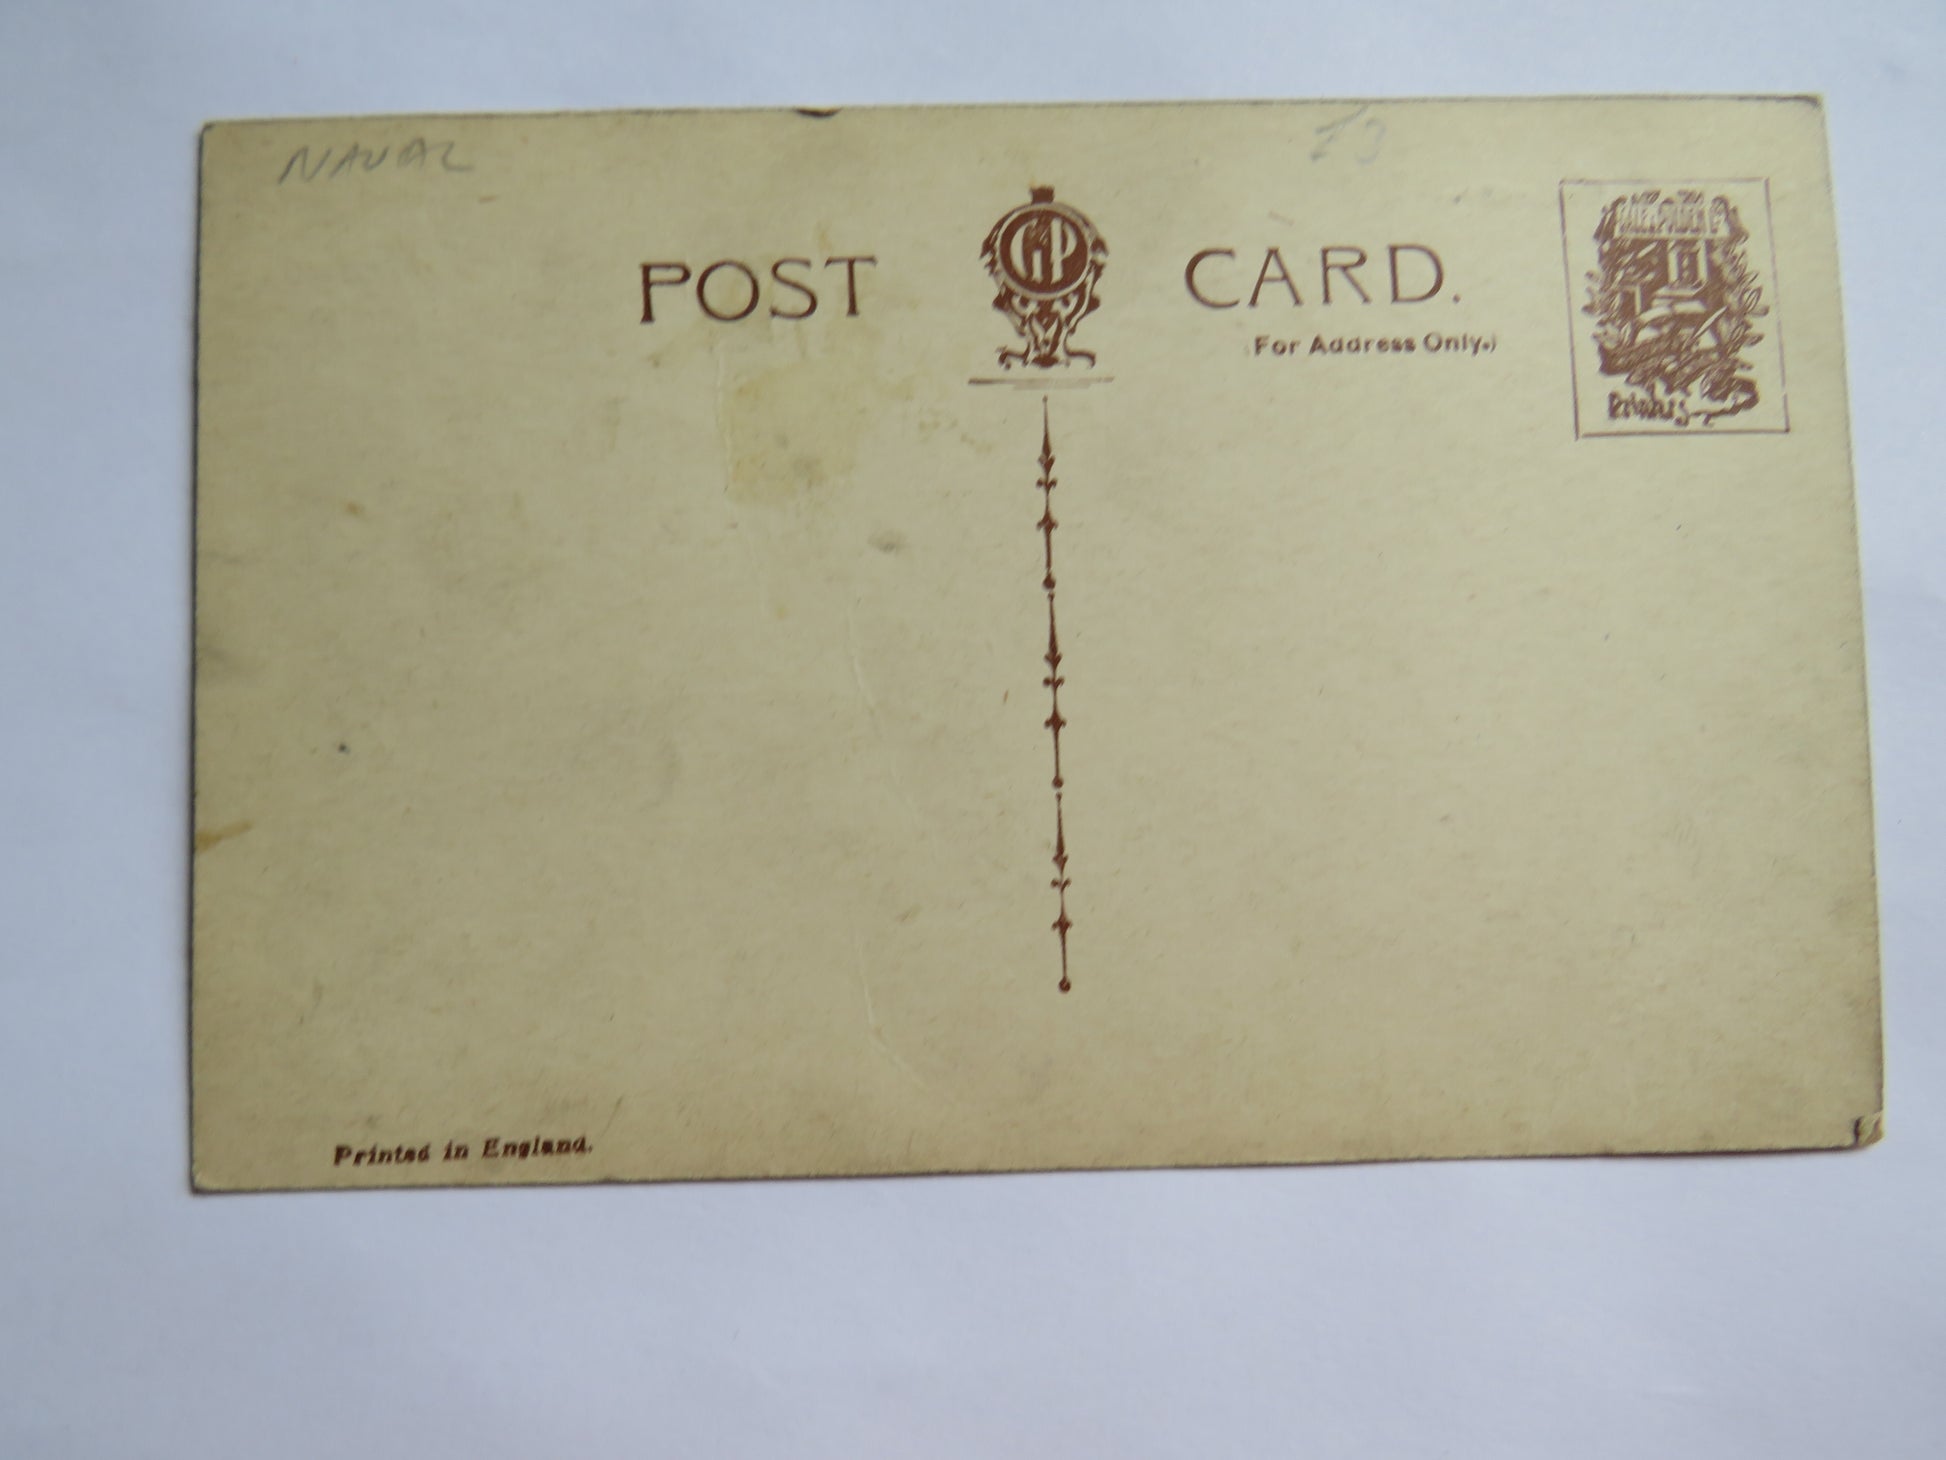 NAVAL
POST CARD.
(For Address Only.)
Printed in England.